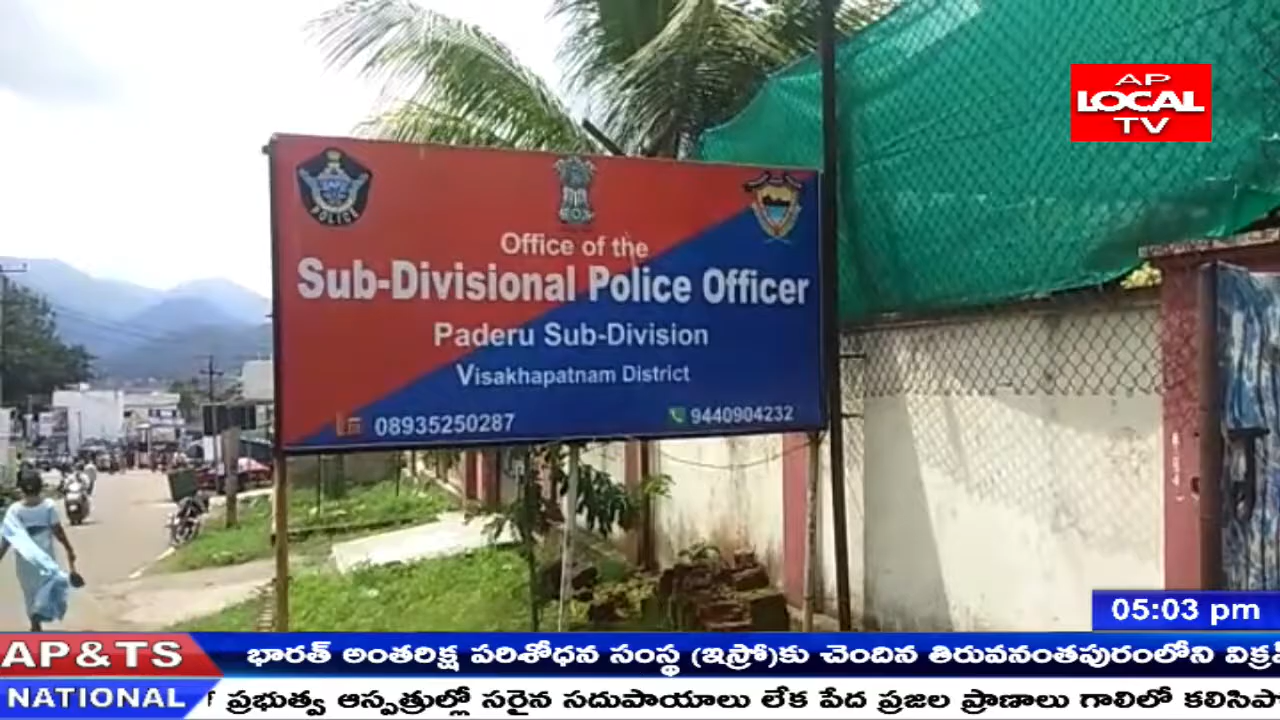 AP
LOCAL
TV
POLICE
Office of the
Sub-Divisional Police Officer
Paderu Sub-Division
Visakhapatnam District
08935250287
9440904232
05:03 pm
AP&TS
భారత్ అంతరిక్ష పరిశోధన సంస్థ (ఇస్రో)కు చెందిన తిరువనంతపురంలోని
NATIONAL
ప్రభుత్వ ఆస్పత్రుల్లో సరైన సదుపాయాలు లేక పేద ప్రజల ప్రాణాలు గాలిలో